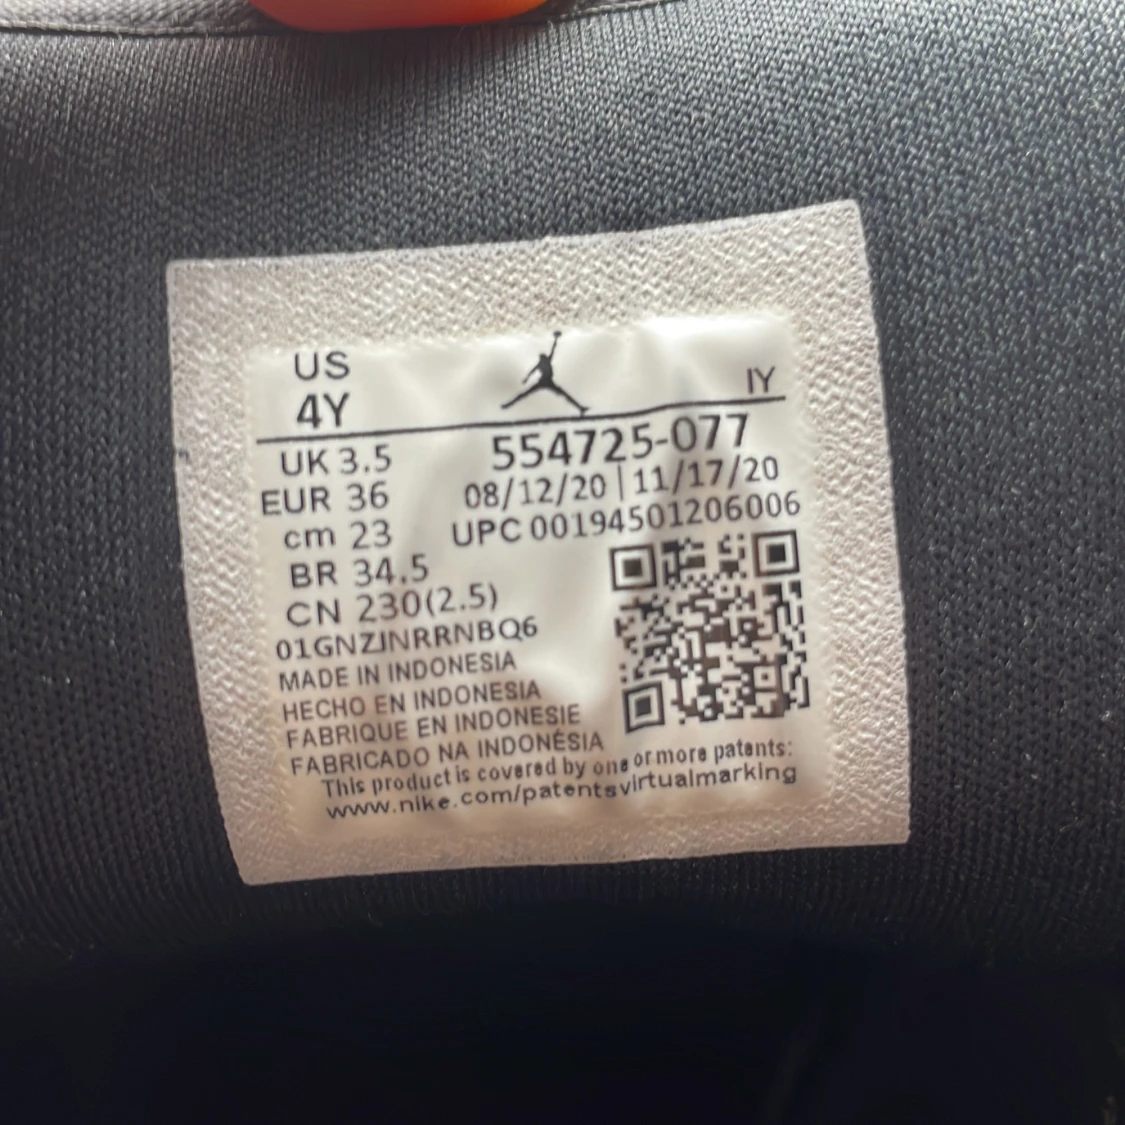 US
4Y
IY
UK 3.5
EUR 36
cm 23
BR 34.5
CN 230(2.5)
554725-077
08/12/20 | 11/17/20
UPC 00194501206006
01GNZJNRRNBQ6
MADE IN INDONESIA
HECHO EN INDONESIA
FABRIQUE EN INDONESIE
FABRICADO NA INDONÉSIA
This product is covered by one or more patents:
www.nike.com/patentsvirtualmarking